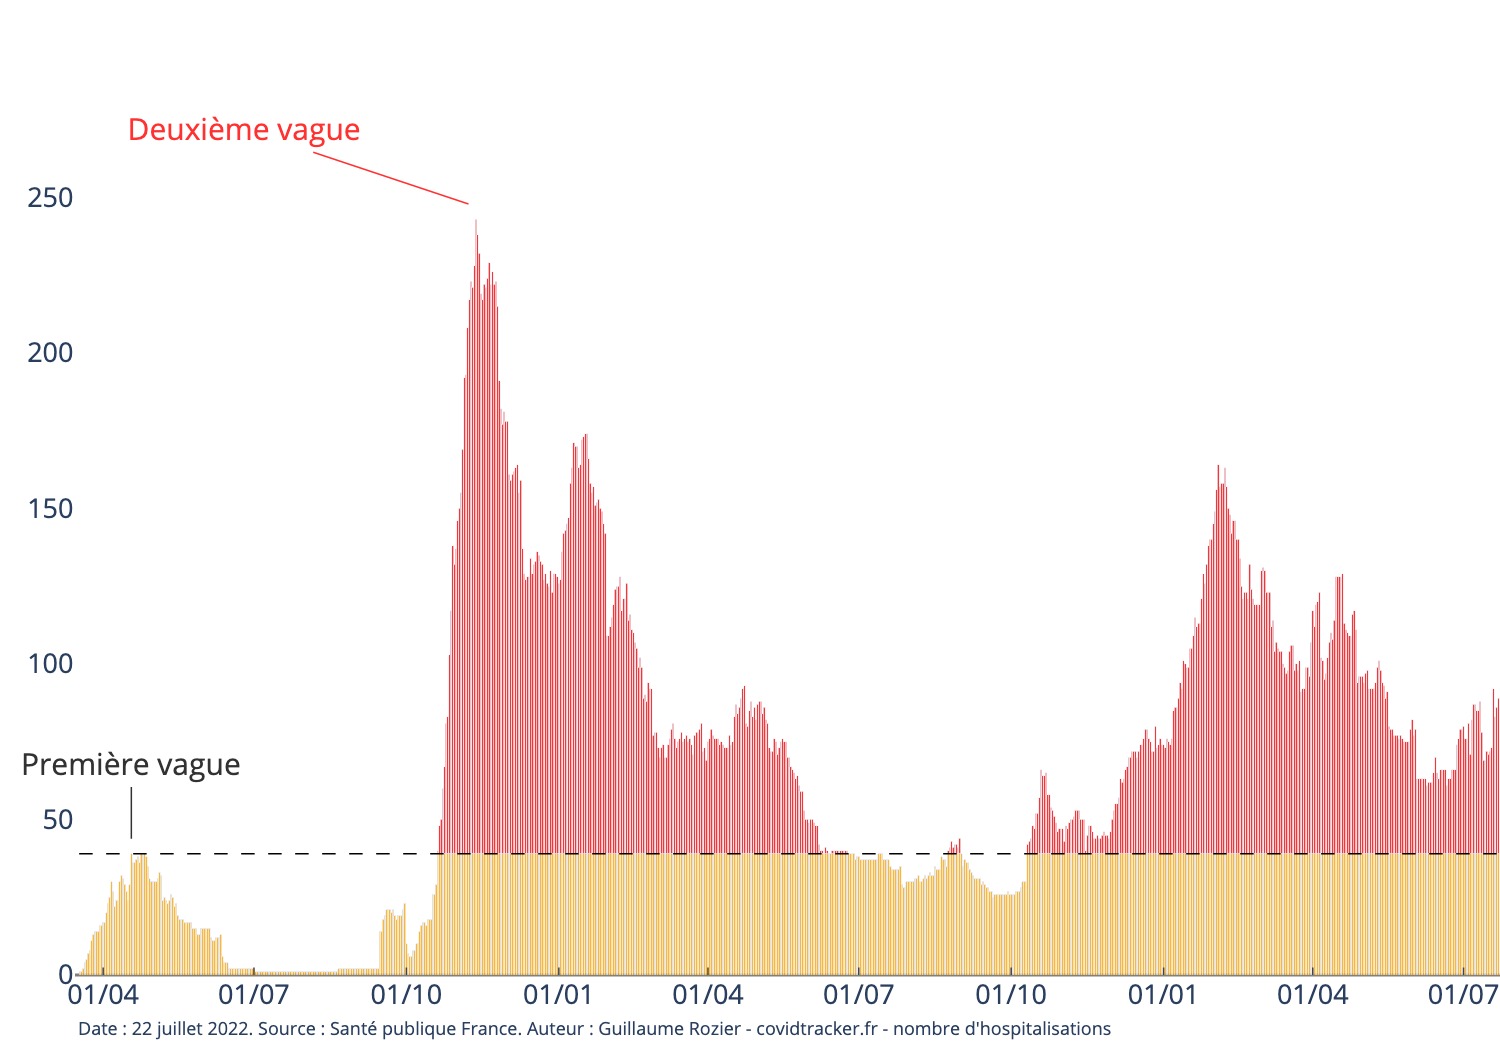 Deuxième vague
250
200
150
100
Première vague
50
0
01/04 01/07 01/10 01/01 01/04 01/07 01/10 01/01 01/04 01/07
Date : 22 juillet 2022. Source : Santé publique France. Auteur : Guillaume Rozier - covidtracker.fr - nombre d'hospitalisations